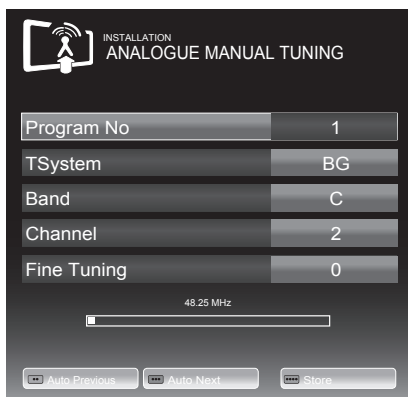 INSTALLATION
ANALOGUE MANUAL TUNING
Program No 1
TSystem BG
Band C
Channel 2
Fine Tuning 0
48.25 MHz
Auto Previous Auto Next Store